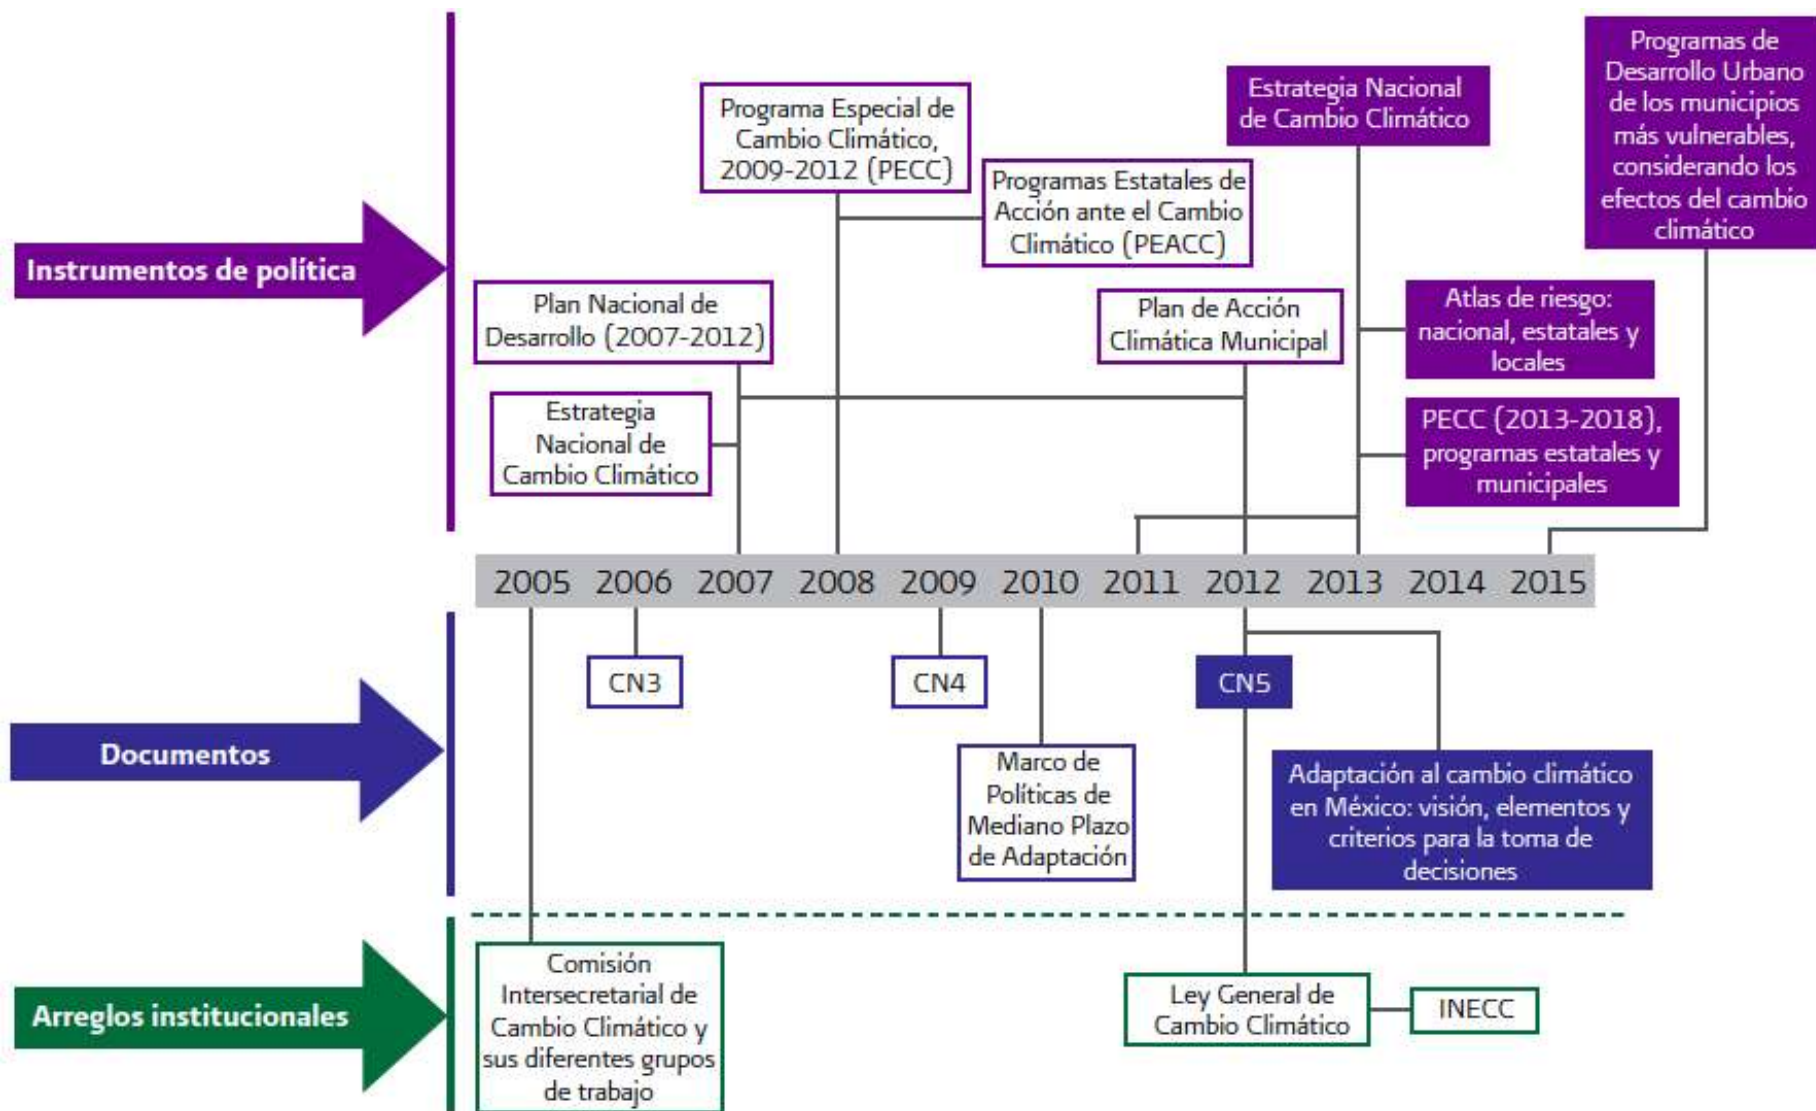 Instrumentos de política
Programa Especial de
Cambio Climático,
2009-2012 (PECC)
Programas Estatales de
Acción ante el Cambio
Climático (PEACC)
Estrategia Nacional
de Cambio Climático
Programas de
Desarrollo Urbano
de los municipios
más vulnerables,
considerando los
efectos del cambio
climático
Plan Nacional de
Desarrollo (2007-2012)
Plan de Acción
Climática Municipal
Atlas de riesgo:
nacional, estatales y
locales
Estrategia
Nacional de
Cambio Climático
PECC (2013-2018),
programas estatales y
municipales
2005 2006 2007 2008 2009 2010 2011 2012 2013 2014 2015
Documentos
CN3
CN4
CN5
Marco de
Políticas de
Mediano Plazo
de Adaptación
Adaptación al cambio climático
en México: visión, elementos y
criterios para la toma de
decisiones
Arreglos institucionales
Comisión
Intersecretarial de
Cambio Climático y
sus diferentes grupos
de trabajo
Ley General de
Cambio Climático
INECC